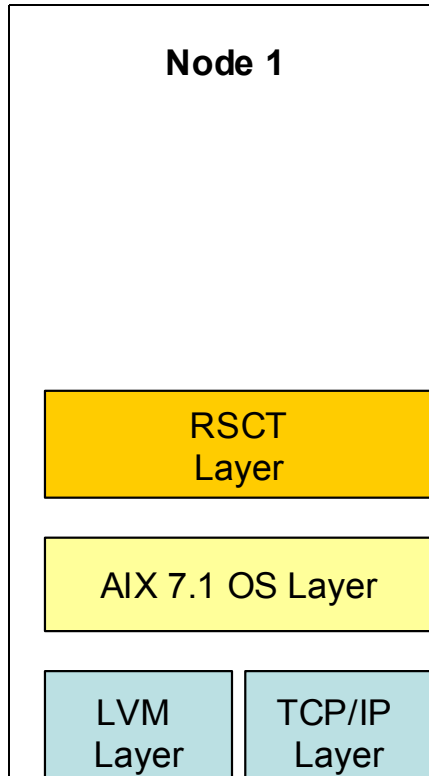 Node 1
RSCT
Layer
AIX 7.1 OS Layer
LVM
Layer
TCP/IP
Layer